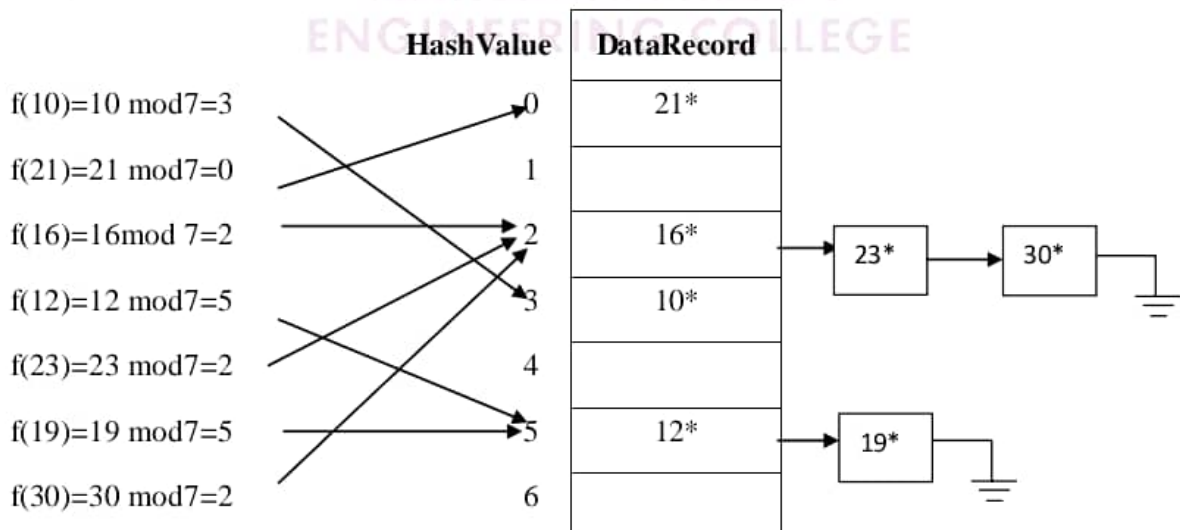 ENGINEERING COLLEGE
HashValue DataRecord
f(10)=10 mod7=3 0 21*
f(21)=21 mod7=0 1
f(16)=16mod 7=2 2 16* 23* 30*
f(12)=12 mod7=5 3 10*
f(23)=23 mod7=2 4
f(19)=19 mod7=5 5 12* 19*
f(30)=30 mod7=2 6